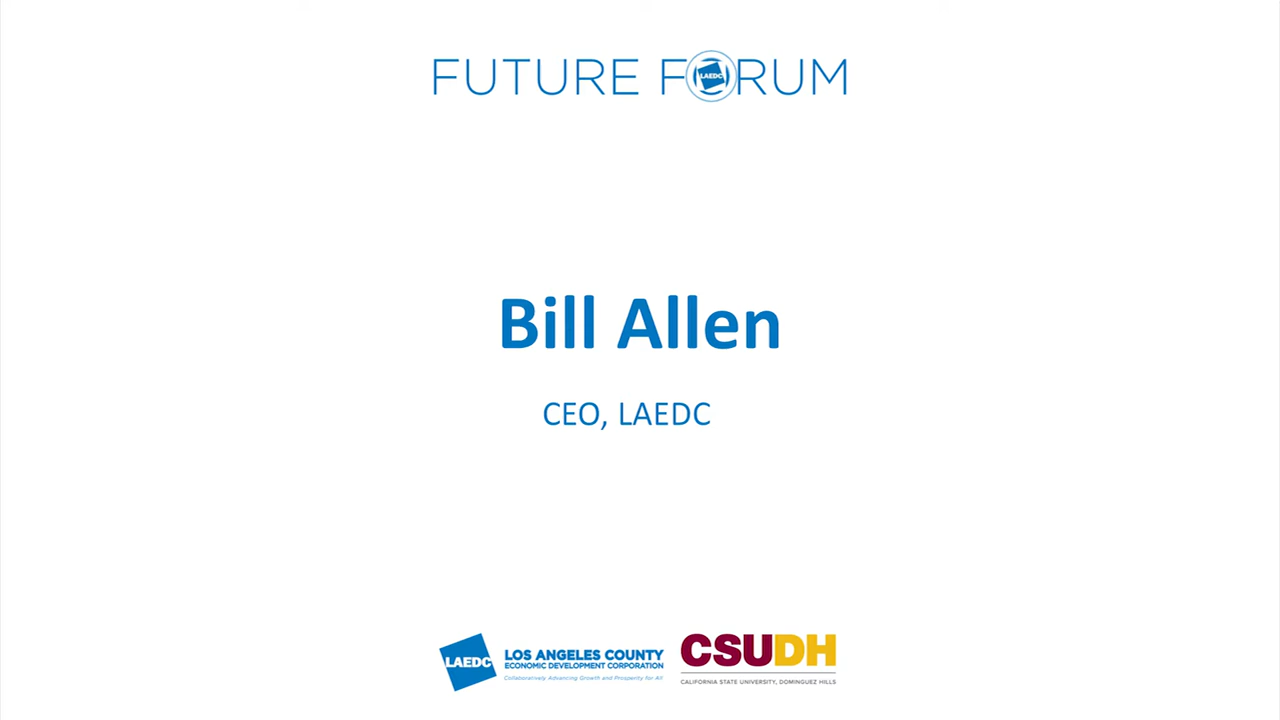 FUTURE FORUM
LAEDC
Bill Allen
CEO, LAEDC
LAEDC
LOS ANGELES COUNTY
ECONOMIC DEVELOPMENT CORPORATION
Collaboratively Advancing Growth and Prosperity for All
CSUDH
CALIFORNIA STATE UNIVERSITY, DOMINGUEZ HILLS